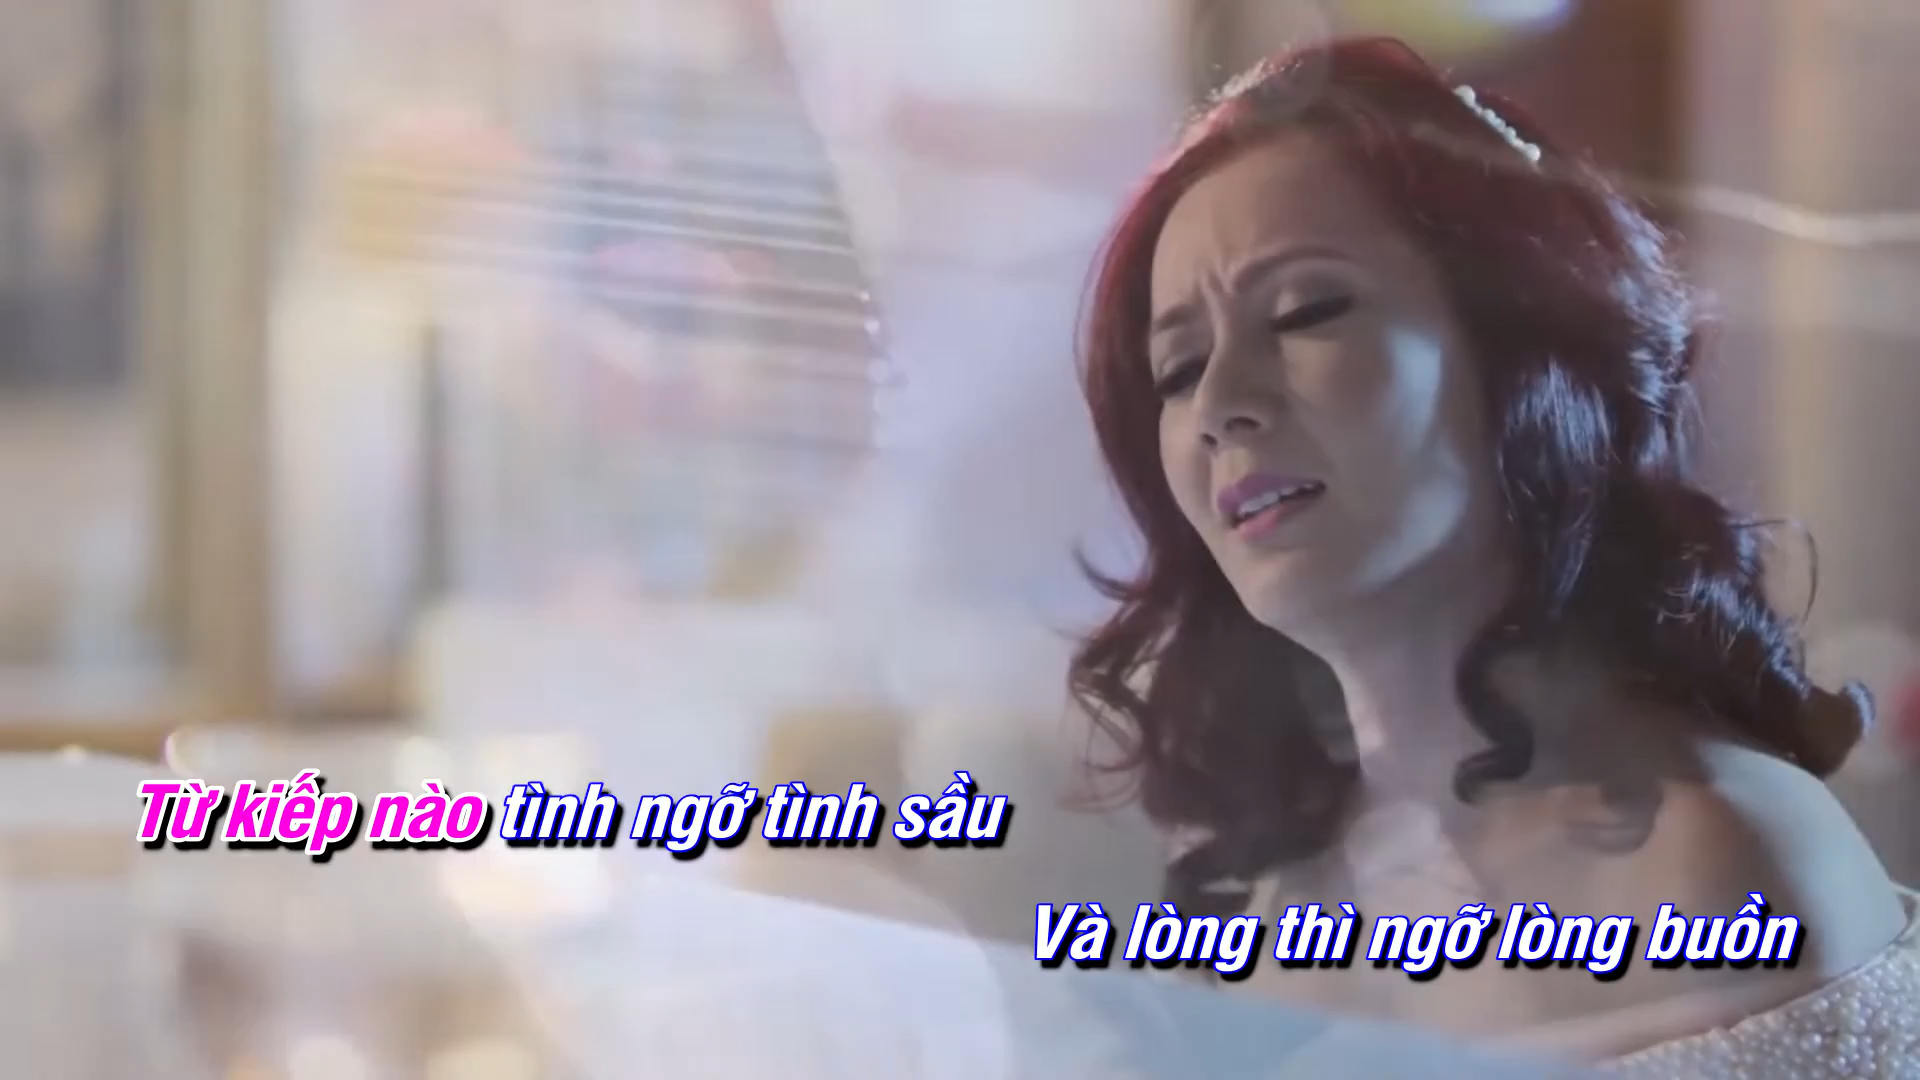 Từ kiếp nào tình ngỡ tình sầu
Và lòng thì ngỡ lòng buồn